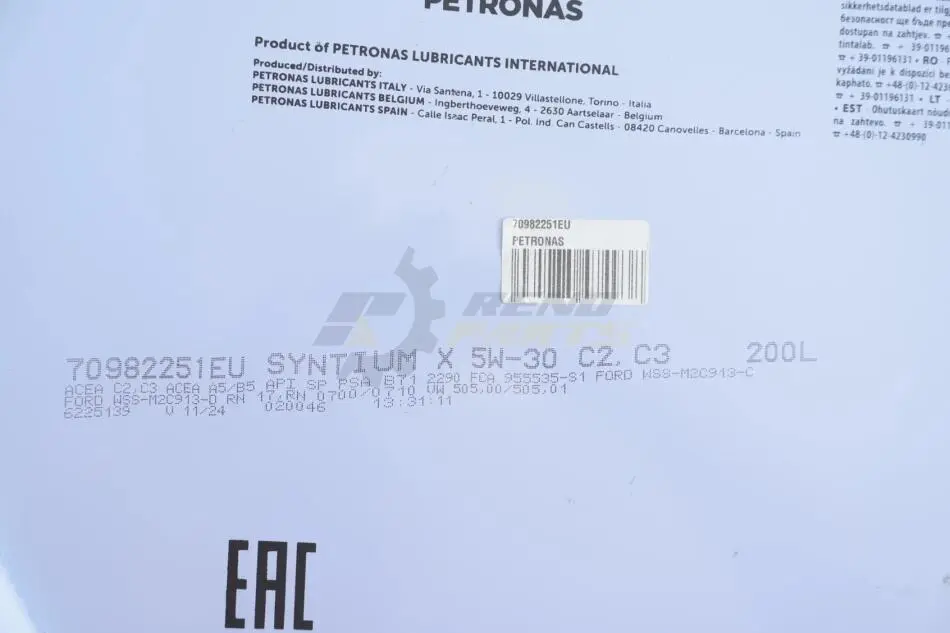 PETRONAS
Product of PETRONAS LUBRICANTS INTERNATIONAL
Produced/Distributed by:
PETRONAS LUBRICANTS ITALY - Via Santena, 1 - 10029 Villastellone, Torino - Italia
PETRONAS LUBRICANTS BELGIUM - Ingberthoeveweg, 4 - 2630 Aartselaar - Belgium
PETRONAS LUBRICANTS SPAIN - Calle Isaac Peral, 1 - Pol. Ind. Can Castells - 08420 Canovelles - Barcelona - Spain
sikkerhetsdatablad er tilg
безопасност ще бъде пре
dostupan na zahtjev. ☎ +
tintalab. ☎ + 39-01196
☎ + 39-01196131 • RO -
vyžádání je k dispozici be
kaphato. ☎ +48-(0)-12-4230
☎ + 39-01196131 • LT -
• EST Ohutuskaart nõud
na zahtevo. ☎ + 39-011
☎ +48-(0)-12-4230990
70982251EU
PETRONAS
REND
PARTS
70982251EU SYNTIUM X 5W-30 C2,C3 200L
ACEA C2,C3 ACEA A5/B5 API SP PSA B71 2290 FCA 955535-S1 FORD WSS-M2C913-C
FORD WSS-M2C913-D RN 17,RN 0700/0710 VW 505.00/505.01
6225139 V 11/24 020046 13:31:11
EAC